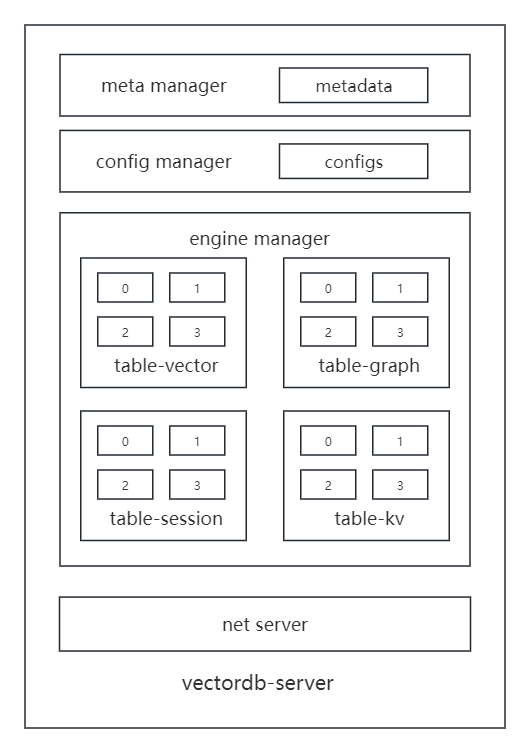 meta manager metadata
config manager configs
engine manager
0 1 0 1
2 3 2 3
table-vector table-graph
0 1 0 1
2 3 2 3
table-session table-kv
net server
vectordb-server